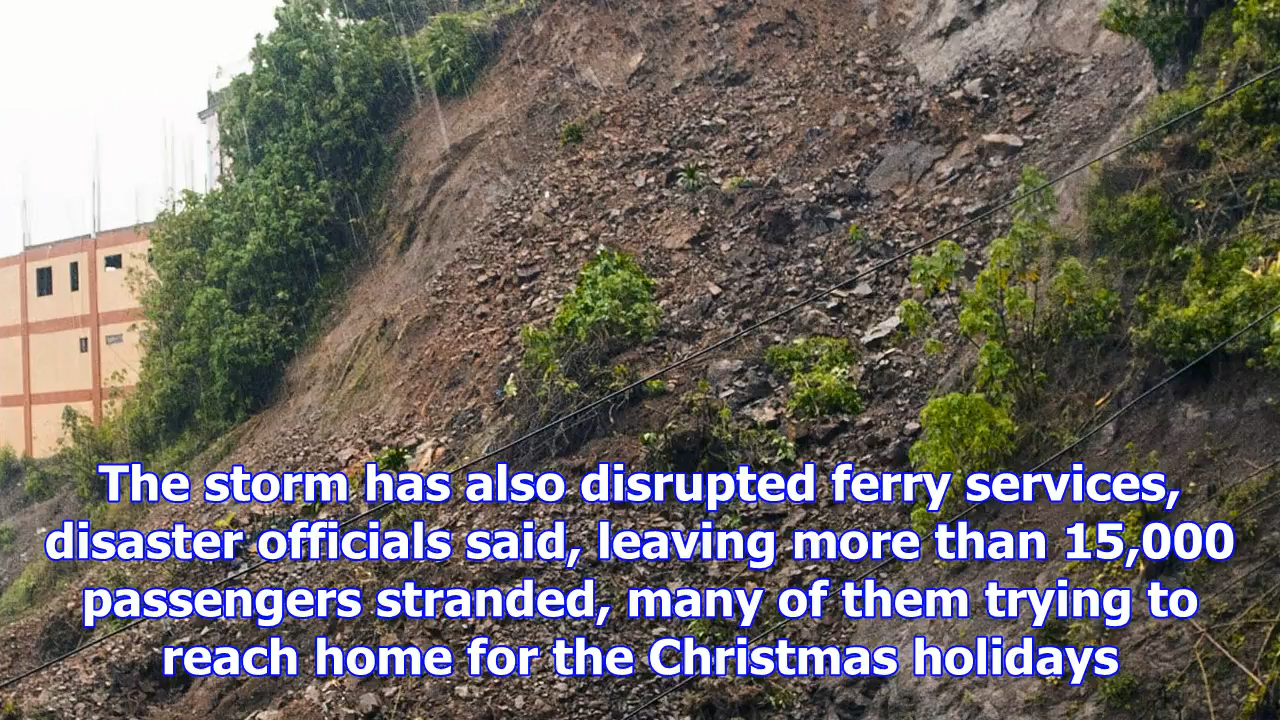 The storm has also disrupted ferry services,
disaster officials said, leaving more than 15,000
passengers stranded, many of them trying to
reach home for the Christmas holidays